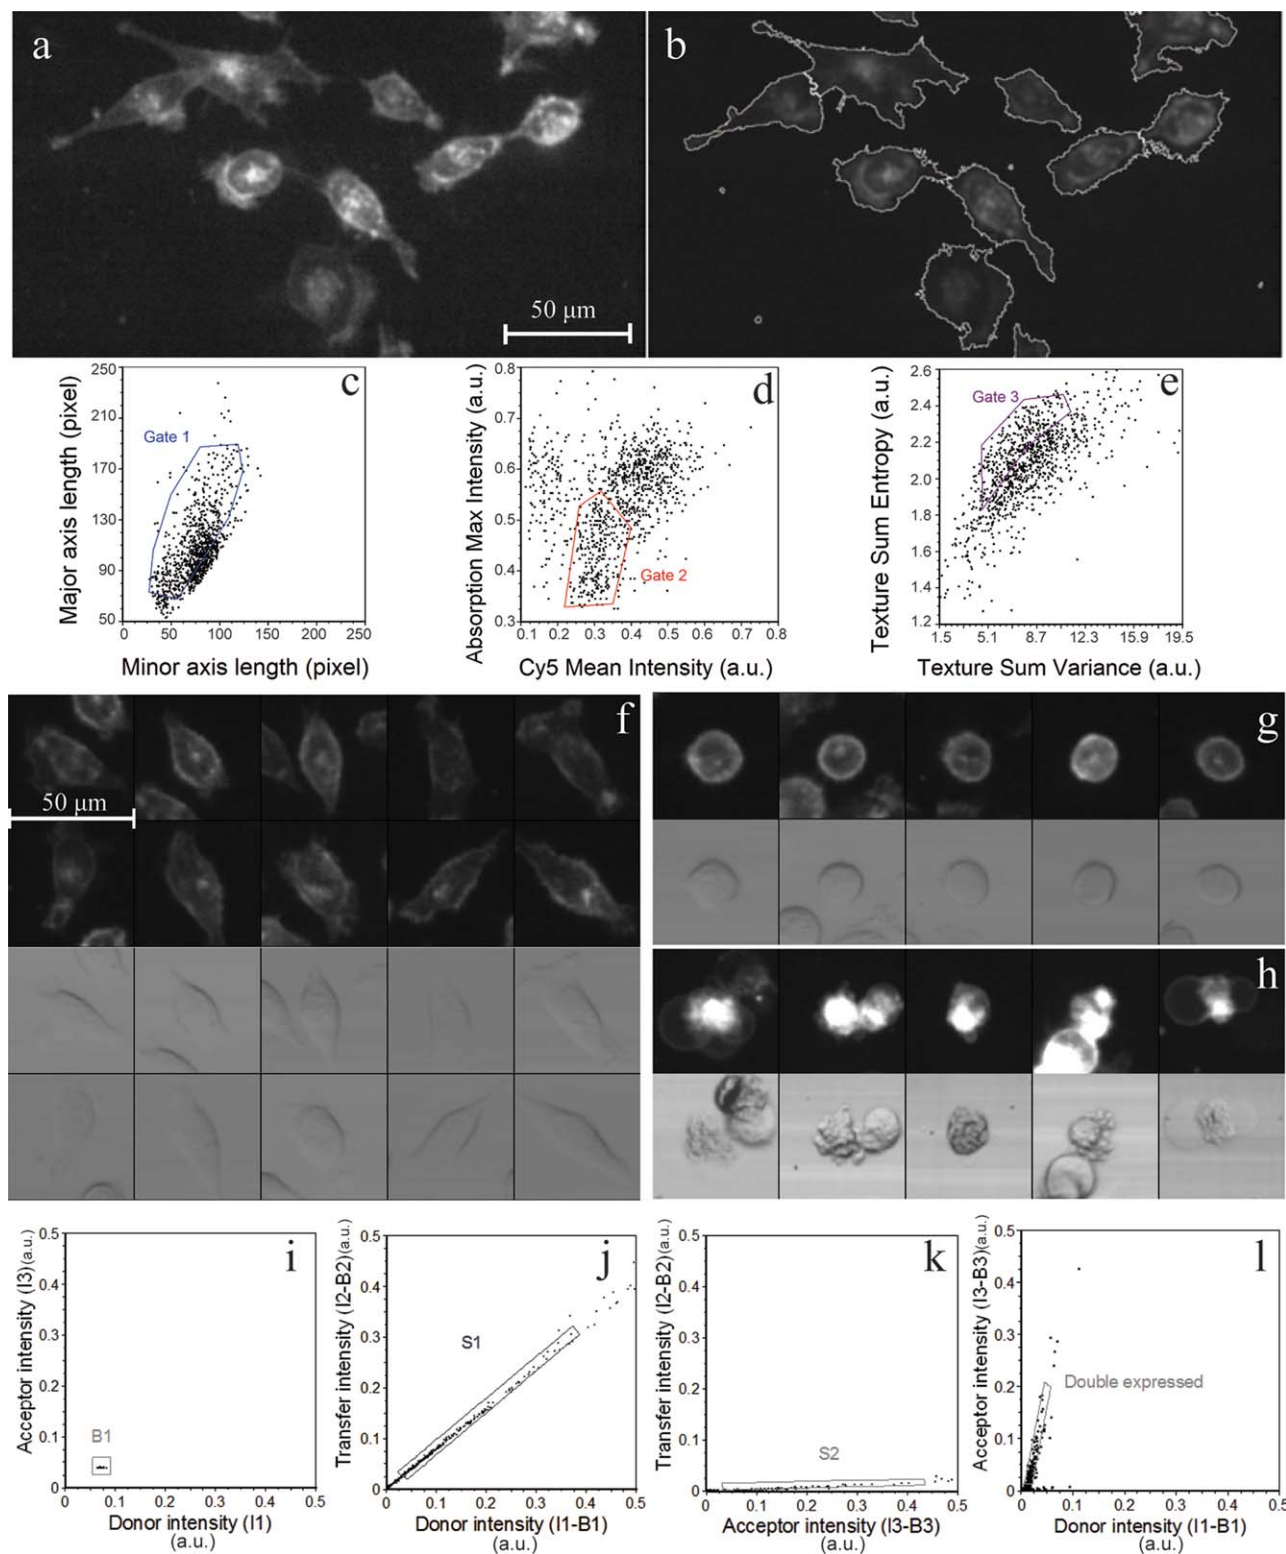 a
b
50 μm
c
Major axis length (pixel)
250
210
170
130
90
50
Gate 1
0
50
100
150
200
250
Minor axis length (pixel)
d
Absorption Max Intensity (a.u.)
0.8
0.7
0.6
0.5
0.4
0.3
Gate 2
0.1
0.2
0.3
0.4
0.5
0.6
0.7
0.8
Cy5 Mean Intensity (a.u.)
e
Texture Sum Entropy (a.u.)
2.6
2.4
2.2
2.0
1.8
1.6
1.4
1.2
Gate 3
1.5
5.1
8.7
12.3
15.9
19.5
Texture Sum Variance (a.u.)
f
50 μm
g
h
i
Acceptor intensity (I3) (a.u.)
0.5
0.4
0.3
0.2
0.1
0
B1
0
0.1
0.2
0.3
0.4
0.5
Donor intensity (I1)
(a.u.)
j
Transfer intensity (I2-B2) (a.u.)
0.5
0.4
0.3
0.2
0.1
0
S1
0
0.1
0.2
0.3
0.4
0.5
Donor intensity (I1-B1)
(a.u.)
k
Transfer intensity (I2-B2) (a.u.)
0.5
0.4
0.3
0.2
0.1
0
S2
0
0.1
0.2
0.3
0.4
0.5
Acceptor intensity (I3-B3)
(a.u.)
l
Acceptor intensity (I3-B3) (a.u.)
0.5
0.4
0.3
0.2
0.1
0
Double expressed
0
0.1
0.2
0.3
0.4
0.5
Donor intensity (I1-B1)
(a.u.)